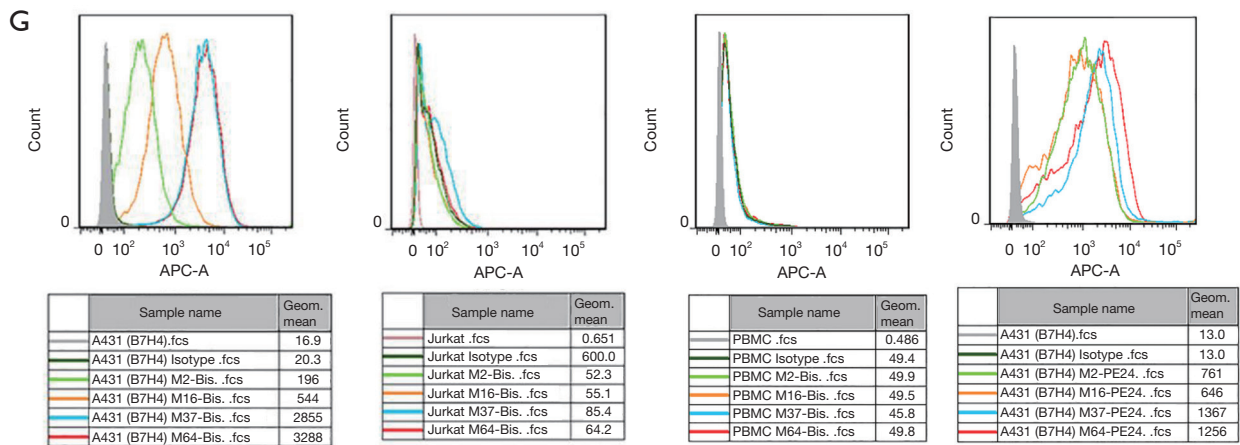 G
Count
0
0 10² 10³ 10⁴ 10⁵
APC-A
Count
0
0 10² 10³ 10⁴ 10⁵
APC-A
Count
0
0 10² 10³ 10⁴ 10⁵
APC-A
Count
0
0 10² 10³ 10⁴ 10⁵
APC-A
Sample name Geom. mean
A431 (B7H4).fcs 16.9
A431 (B7H4) Isotype .fcs 20.3
A431 (B7H4) M2-Bis. .fcs 196
A431 (B7H4) M16-Bis. .fcs 544
A431 (B7H4) M37-Bis. .fcs 2855
A431 (B7H4) M64-Bis. .fcs 3288
Sample name Geom. mean
Jurkat .fcs 0.651
Jurkat Isotype .fcs 600.0
Jurkat M2-Bis. .fcs 52.3
Jurkat M16-Bis. .fcs 55.1
Jurkat M37-Bis. .fcs 85.4
Jurkat M64-Bis. .fcs 64.2
Sample name Geom. mean
PBMC .fcs 0.486
PBMC Isotype .fcs 49.4
PBMC M2-Bis. .fcs 49.9
PBMC M16-Bis. .fcs 49.5
PBMC M37-Bis. .fcs 45.8
PBMC M64-Bis. .fcs 49.8
Sample name Geom. mean
A431 (B7H4).fcs 13.0
A431 (B7H4) Isotype .fcs 13.0
A431 (B7H4) M2-PE24. .fcs 761
A431 (B7H4) M16-PE24. .fcs 646
A431 (B7H4) M37-PE24. .fcs 1367
A431 (B7H4) M64-PE24. .fcs 1256